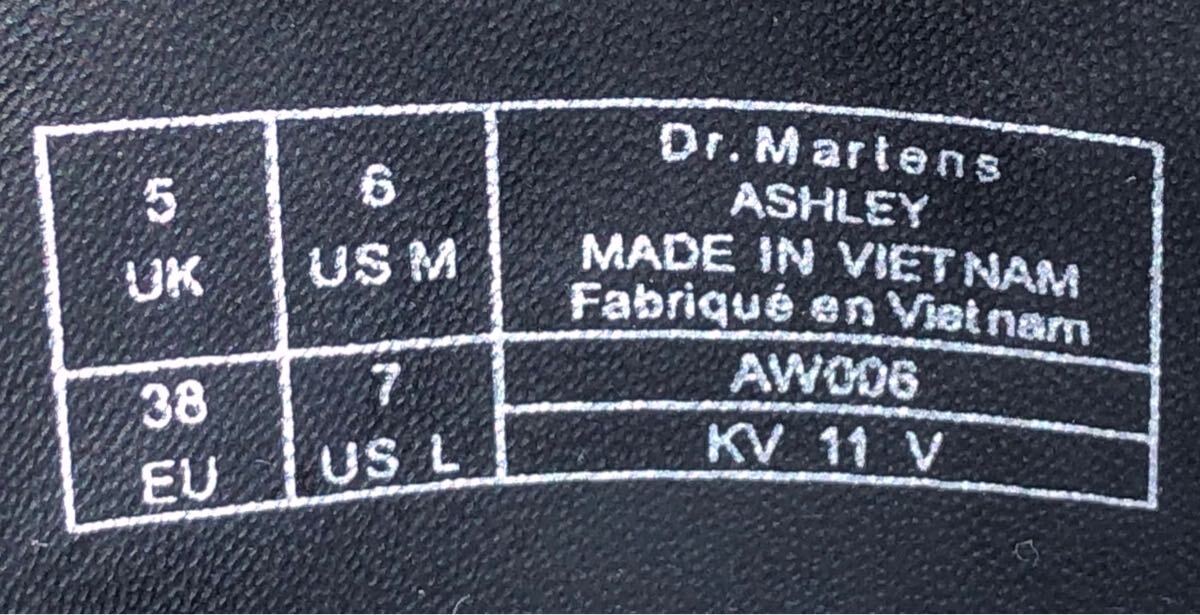 5
UK
6
US M
Dr. Martens
ASHLEY
MADE IN VIETNAM
Fabriqué en Vietnam
38
EU
7
US L
AW006
KV 11 V